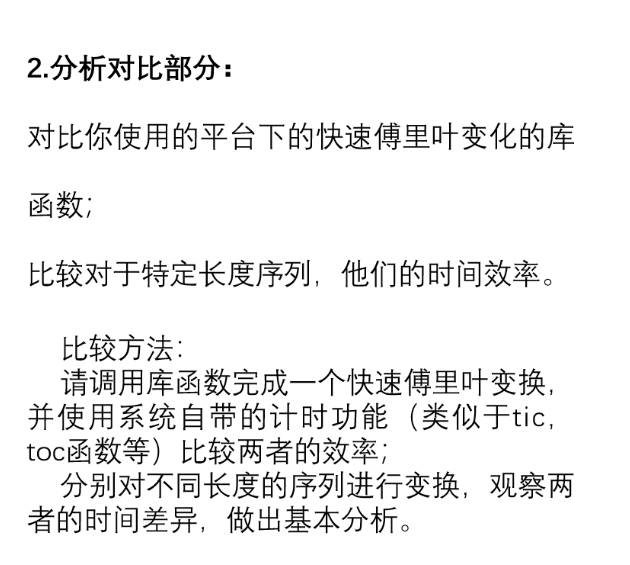 2.分析对比部分：
对比你使用的平台下的快速傅里叶变化的库
函数；
比较对于特定长度序列，他们的时间效率。
比较方法：
请调用库函数完成一个快速傅里叶变换，
并使用系统自带的计时功能（类似于tic，
toc函数等）比较两者的效率；
分别对不同长度的序列进行变换，观察两
者的时间差异，做出基本分析。